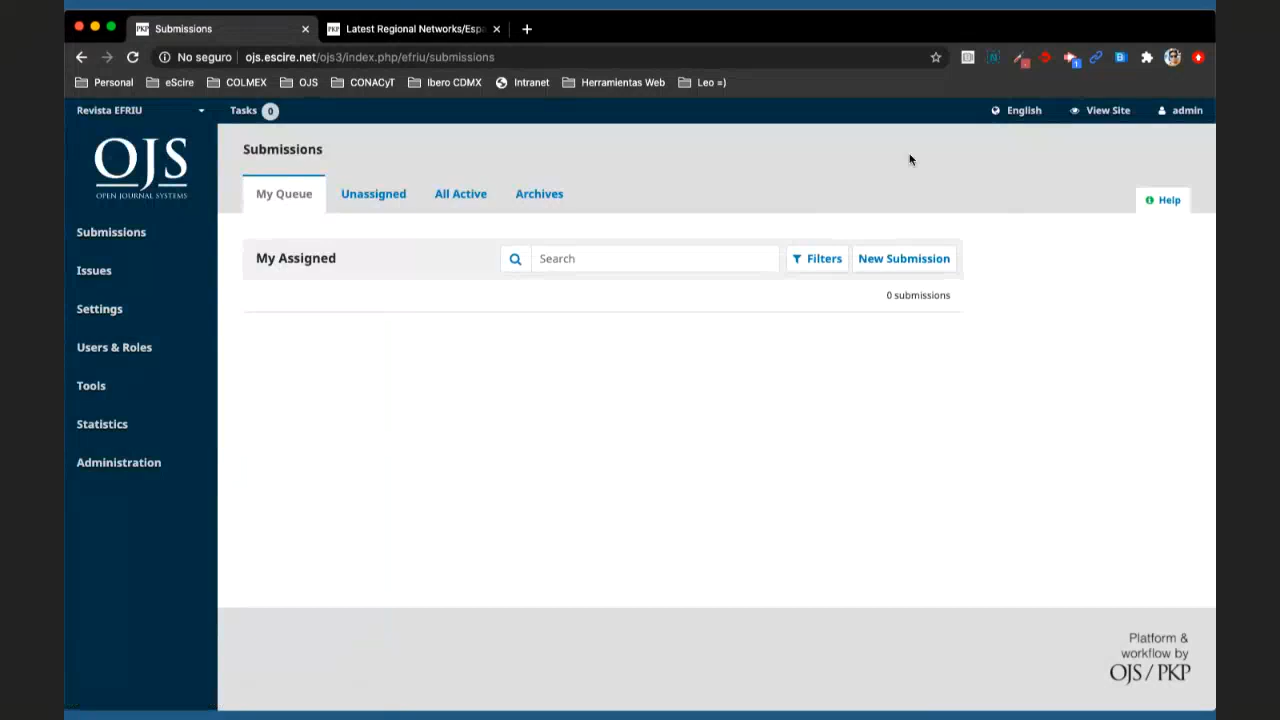 Submissions
Latest Regional Networks/Espa
No seguro
ojs.escire.net/ojs3/index.php/efriu/submissions
Personal
eScire
COLMEX
OJS
CONACyT
Ibero CDMX
Intranet
Herramientas Web
Leo =)
Revista EFRIU
Tasks 0
English
View Site
admin
OJS
OPEN JOURNAL SYSTEMS
Submissions
Issues
Settings
Users & Roles
Tools
Statistics
Administration
Submissions
My Queue
Unassigned
All Active
Archives
Help
My Assigned
Search
Filters
New Submission
0 submissions
Platform &
workflow by
OJS / PKP